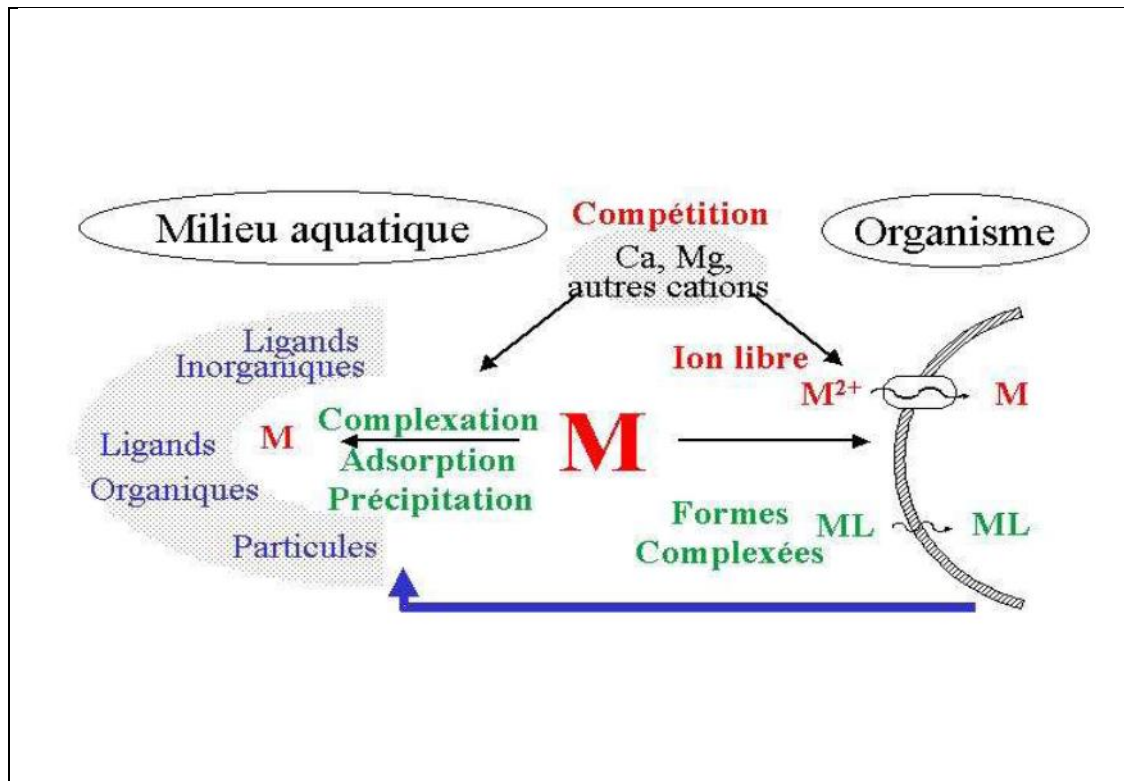 Milieu aquatique
Compétition
Ca, Mg,
autres cations
Organisme
Ligands
Inorganiques
Ligands
Organiques
Particules
M
Complexation
Adsorption
Précipitation
M
Ion libre
M²⁺
M
Formes
Complexées
ML
ML